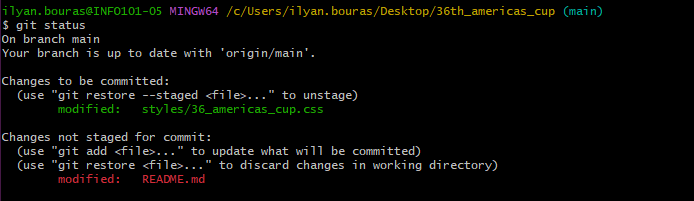 ilyan.bouras@INFO101-05 MINGW64 /c/Users/ilyan.bouras/Desktop/36th_americas_cup (main)
$ git status
On branch main
Your branch is up to date with 'origin/main'.

Changes to be committed:
  (use "git restore --staged <file>..." to unstage)
        modified:   styles/36_americas_cup.css

Changes not staged for commit:
  (use "git add <file>..." to update what will be committed)
  (use "git restore <file>..." to discard changes in working directory)
        modified:   README.md